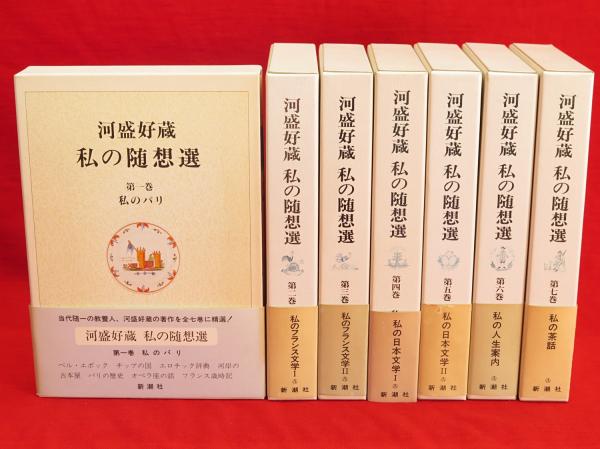 河盛好蔵
私の随想選
第一巻
私のパリ
当代随一の教養人、河盛好蔵の著作を全七巻に精選！
河盛好蔵 私の随想選
第一巻 私のパリ
ベル・エポック チップの国 エロチック辞典 河岸の
古本屋 パリの歴史 オペラ座の話 フランス歳時記
新潮社
河盛好蔵 私の随想選
第二巻
私のフランス文学Ⅰ
新潮社
河盛好蔵 私の随想選
第三巻
私のフランス文学Ⅱ
新潮社
河盛好蔵 私の随想選
第四巻
私の日本文学Ⅰ
新潮社
河盛好蔵 私の随想選
第五巻
私の日本文学Ⅱ
新潮社
河盛好蔵 私の随想選
第六巻
私の人生案内
新潮社
河盛好蔵 私の随想選
第七巻
私の茶話
新潮社